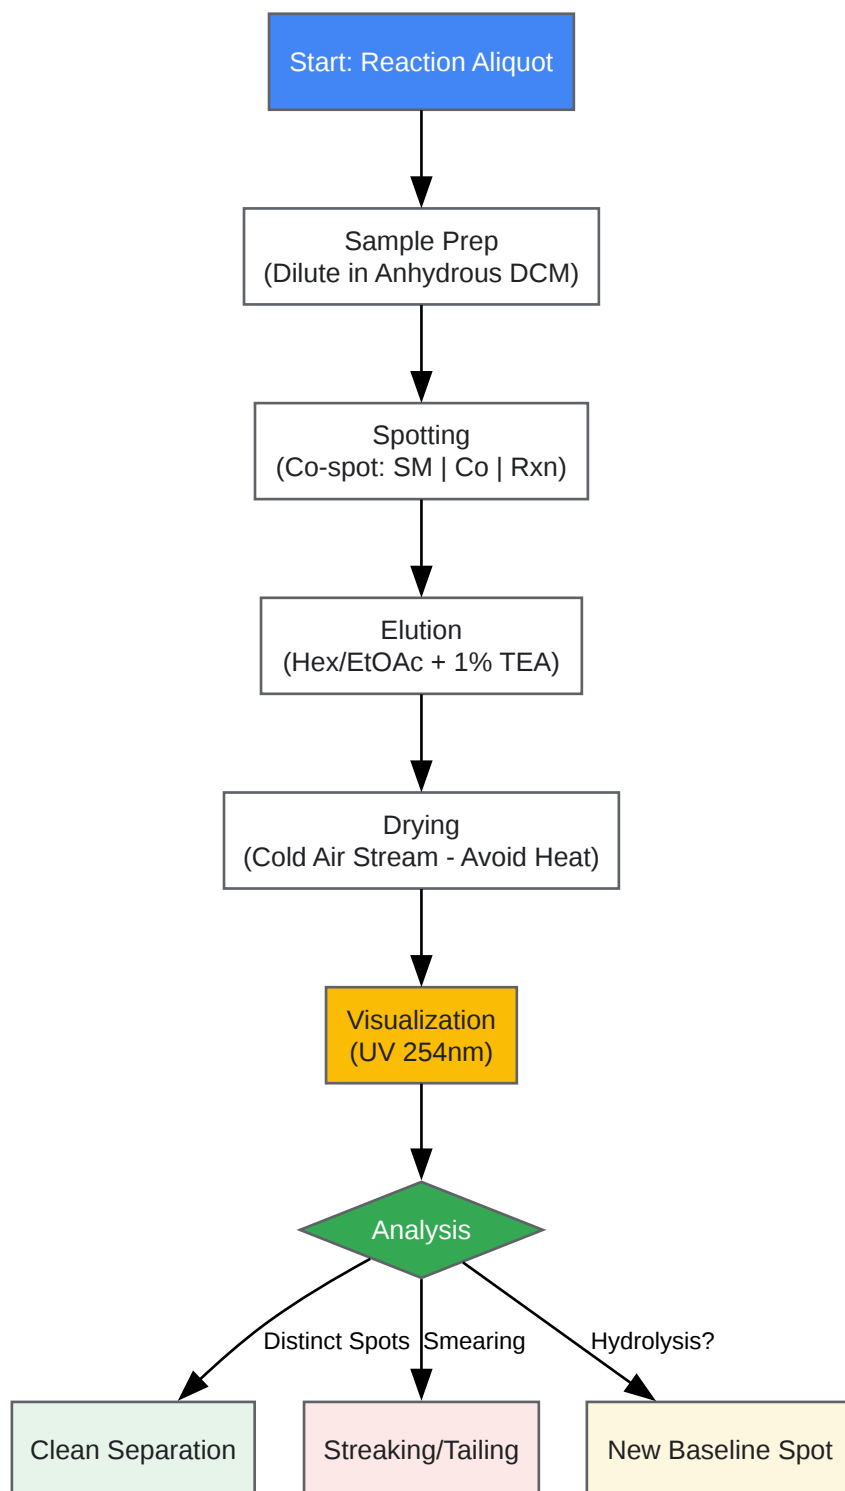 Start: Reaction Aliquot
Sample Prep
(Dilute in Anhydrous DCM)
Spotting
(Co-spot: SM | Co | Rxn)
Elution
(Hex/EtOAc + 1% TEA)
Drying
(Cold Air Stream - Avoid Heat)
Visualization
(UV 254nm)
Analysis
Distinct Spots
Smearing
Hydrolysis?
Clean Separation
Streaking/Tailing
New Baseline Spot